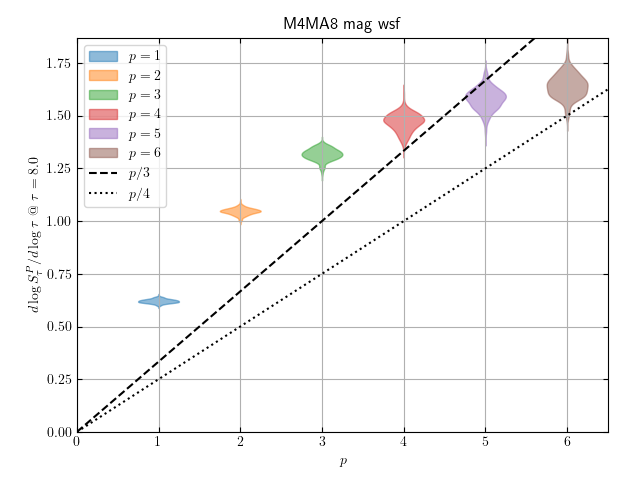 M4MA8 mag wsf
d log S_τ^P / d log τ @ τ = 8.0
1.75
1.50
1.25
1.00
0.75
0.50
0.25
0.00
p = 1
p = 2
p = 3
p = 4
p = 5
p = 6
p/3
p/4
0 1 2 3 4 5 6
p